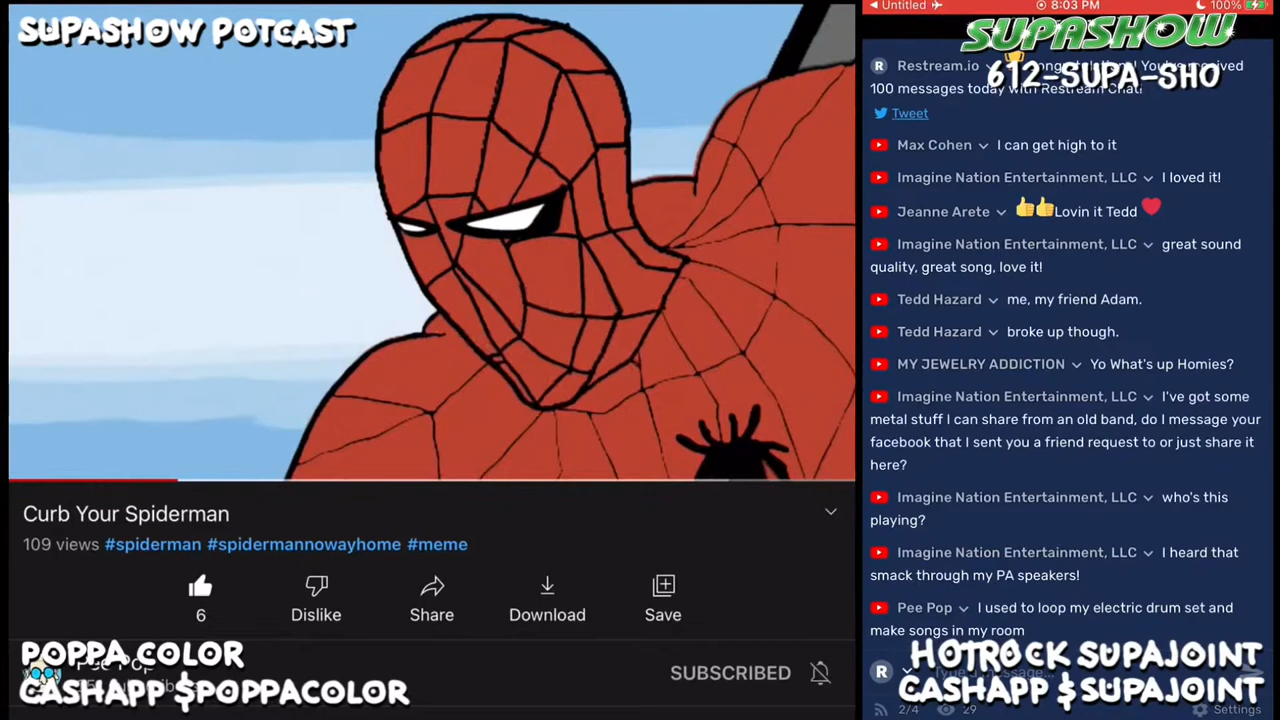 SUPASHOW POTCAST
Curb Your Spiderman
109 views #spiderman #spidermannowayhome #meme
6 Dislike Share Download Save
Pee Pop
SUBSCRIBED
POPPA COLOR
CASHAPP $POPPACOLOR
Untitled 8:03 PM 100%
SUPASHOW
612-SUPA-SHO
Restream.io
100 messages today with Restream Chat!
Tweet
Max Cohen I can get high to it
Imagine Nation Entertainment, LLC I loved it!
Jeanne Arete 👍👍Lovin it Tedd ❤️
Imagine Nation Entertainment, LLC great sound
quality, great song, love it!
Tedd Hazard me, my friend Adam.
Tedd Hazard broke up though.
MY JEWELRY ADDICTION Yo What's up Homies?
Imagine Nation Entertainment, LLC I've got some
metal stuff I can share from an old band, do I message your
facebook that I sent you a friend request to or just share it
here?
Imagine Nation Entertainment, LLC who's this
playing?
Imagine Nation Entertainment, LLC I heard that
smack through my PA speakers!
Pee Pop I used to loop my electric drum set and
make songs in my room
HOTROCK SUPAJOINT
CASHAPP $SUPAJOINT
2/4 29 Settings